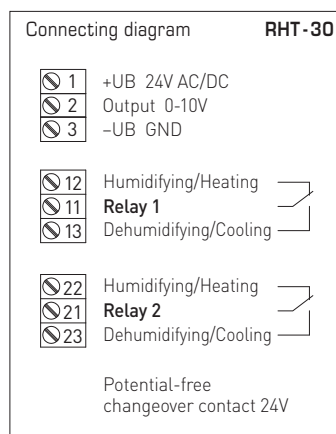 Connecting diagram RHT-30
1 +UB 24V AC/DC
2 Output 0-10V
3 –UB GND
12 Humidifying/Heating
11 Relay 1
13 Dehumidifying/Cooling
22 Humidifying/Heating
21 Relay 2
23 Dehumidifying/Cooling
Potential-free
changeover contact 24V